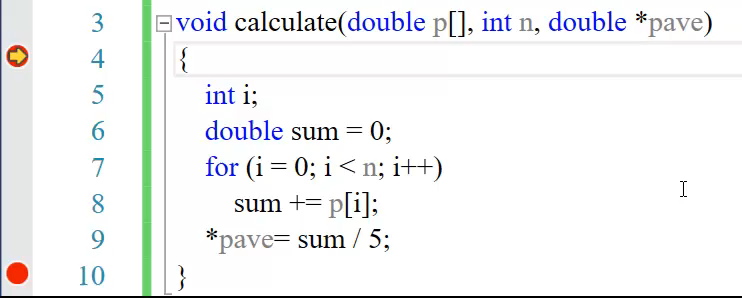 3 void calculate(double p[], int n, double *pave)
4 {
5 int i;
6 double sum = 0;
7 for (i = 0; i < n; i++)
8 sum += p[i];
9 *pave= sum / 5;
10 }